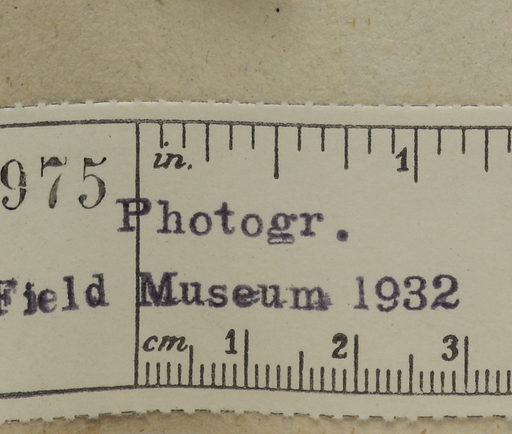 in. 1
975
Photogr.
Field Museum 1932
cm 1 2 3